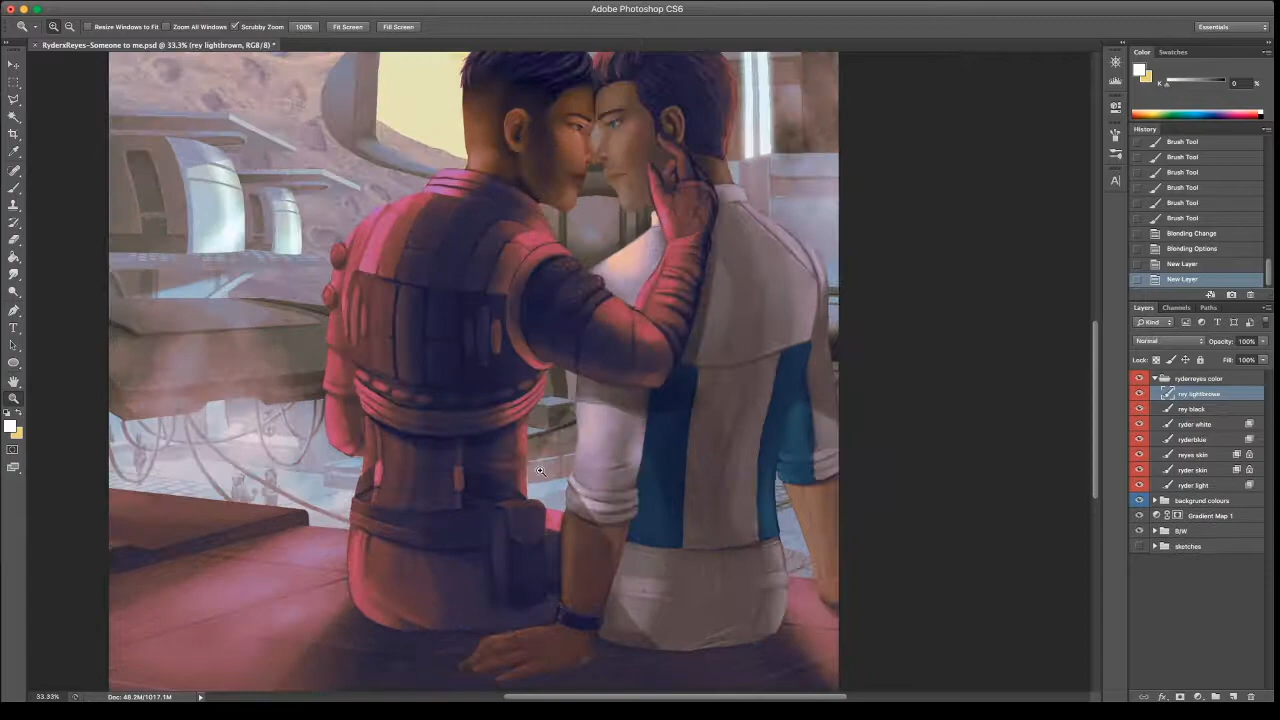 Adobe Photoshop CS6
Resize Windows to Fit Zoom All Windows Scrubby Zoom 100% Fit Screen Fill Screen Essentials
RyderxReyes-Someone to me.psd @ 33.3% (rey lightbrown, RGB/8) *
Color Swatches
K 0 %
History
Brush Tool
Brush Tool
Brush Tool
Brush Tool
Brush Tool
Brush Tool
Blending Change
Blending Options
New Layer
New Layer
Layers Channels Paths
Kind
Normal Opacity: 100%
Lock: Fill: 100%
ryderreyes color
rey lightbrown
rey black
ryder white
ryderblue
reyes skin
ryder skin
ryder light
backgrund colours
Gradient Map 1
B/W
sketches
33.33% Doc: 48.2M/1017.1M